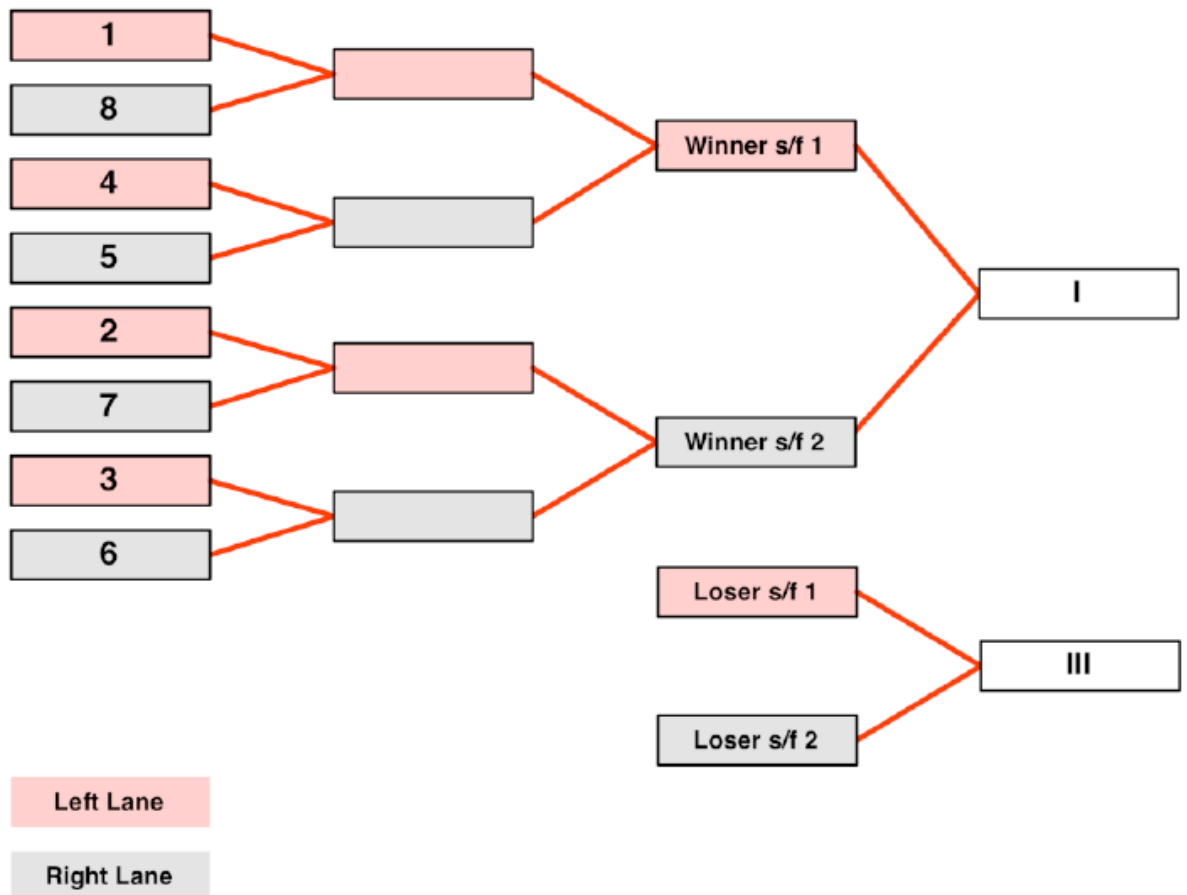 1
8
4
5
2
7
3
6
Winner s/f 1
Winner s/f 2
I
Loser s/f 1
Loser s/f 2
III
Left Lane
Right Lane